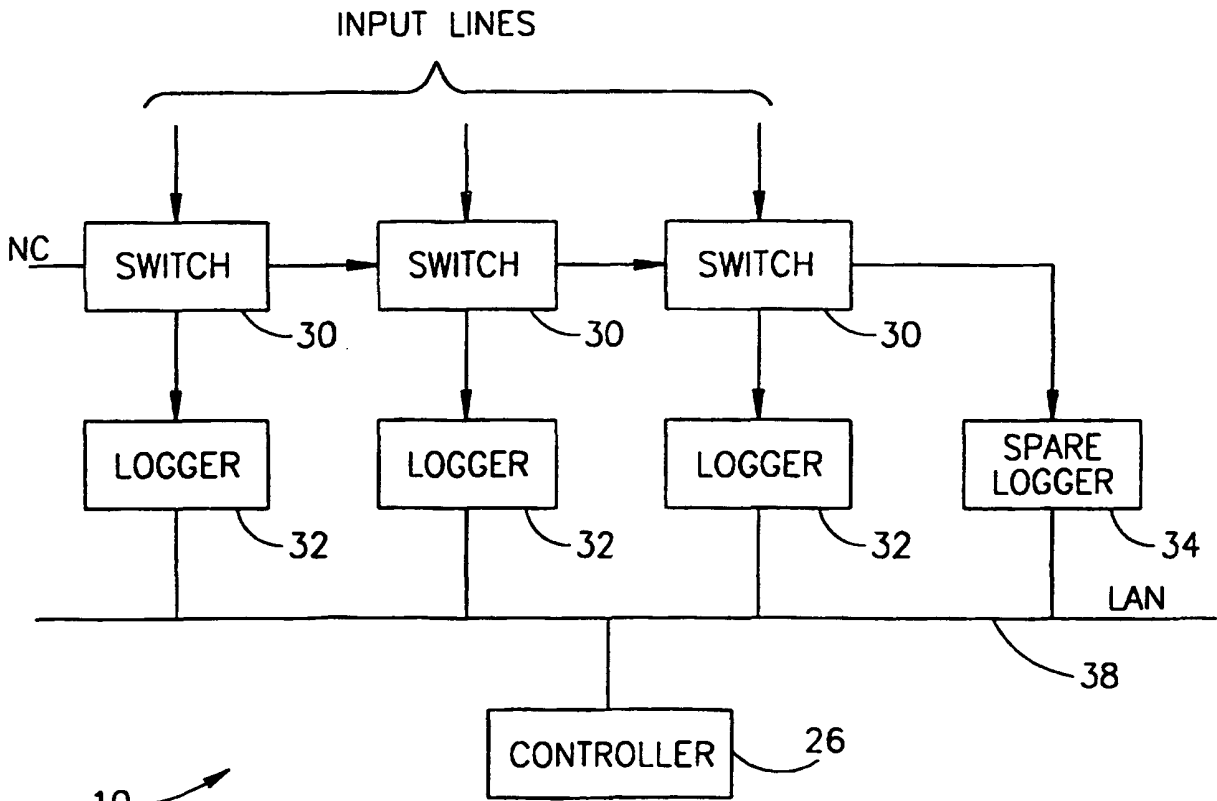 INPUT LINES
NC
SWITCH
SWITCH
SWITCH
30
30
30
LOGGER
LOGGER
LOGGER
SPARE
LOGGER
32
32
32
34
LAN
38
CONTROLLER
26